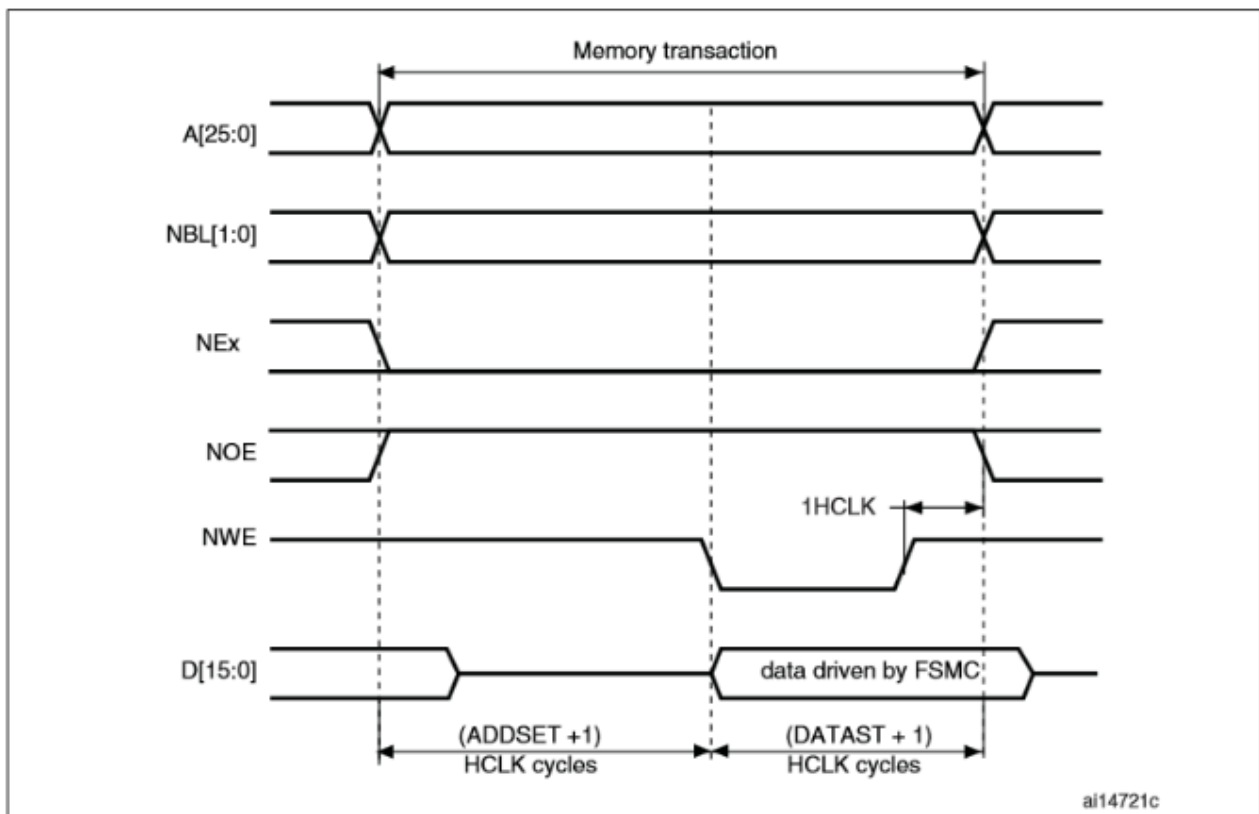 Memory transaction
A[25:0]
NBL[1:0]
NEx
NOE
1HCLK
NWE
D[15:0]
data driven by FSMC
(ADDSET +1)
HCLK cycles
(DATAST + 1)
HCLK cycles
ai14721c